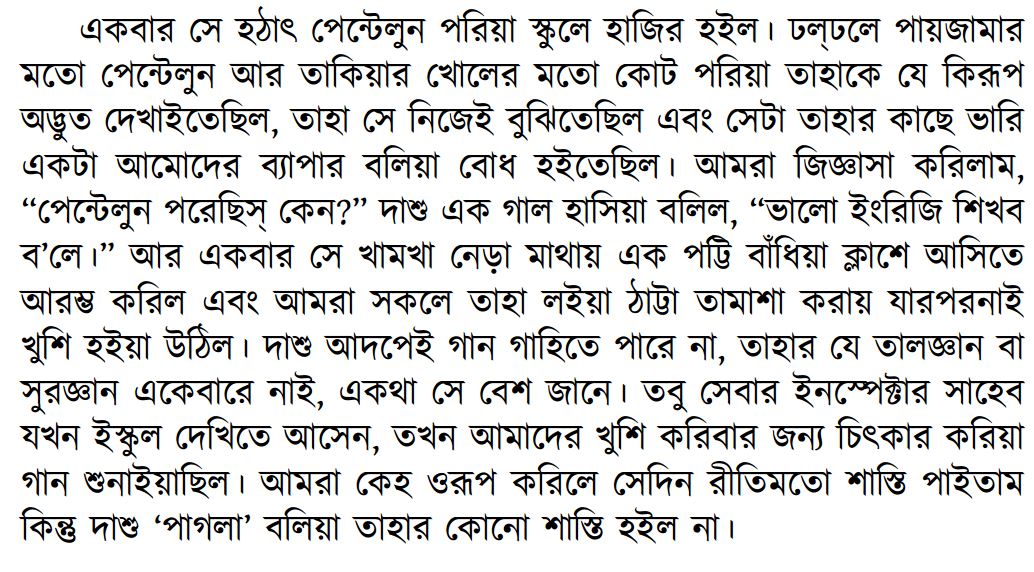 একবার সে হঠাৎ পেন্টেলুন পরিয়া স্কুলে হাজির হইল। ঢল্‌ঢলে পায়জামার
মতো পেন্টেলুন আর তাকিয়ার খোলের মতো কোট পরিয়া তাহাকে যে কিরূপ
অদ্ভুত দেখাইতেছিল, তাহা সে নিজেই বুঝিতেছিল এবং সেটা তাহার কাছে ভারি
একটা আমোদের ব্যাপার বলিয়া বোধ হইতেছিল। আমরা জিজ্ঞাসা করিলাম,
“পেন্টেলুন পরেছিস্ কেন?” দাশু এক গাল হাসিয়া বলিল, “ভালো ইংরিজি শিখব
ব’লে।” আর একবার সে খামখা নেড়া মাথায় এক পট্টি বাঁধিয়া ক্লাশে আসিতে
আরম্ভ করিল এবং আমরা সকলে তাহা লইয়া ঠাট্টা তামাশা করায় যারপরনাই
খুশি হইয়া উঠিল। দাশু আদপেই গান গাহিতে পারে না, তাহার যে তালজ্ঞান বা
সুরজ্ঞান একেবারে নাই, একথা সে বেশ জানে। তবু সেবার ইনস্পেক্টার সাহেব
যখন ইস্কুল দেখিতে আসেন, তখন আমাদের খুশি করিবার জন্য চিৎকার করিয়া
গান শুনাইয়াছিল। আমরা কেহ ওরূপ করিলে সেদিন রীতিমতো শাস্তি পাইতাম
কিন্তু দাশু ‘পাগলা’ বলিয়া তাহার কোনো শাস্তি হইল না।